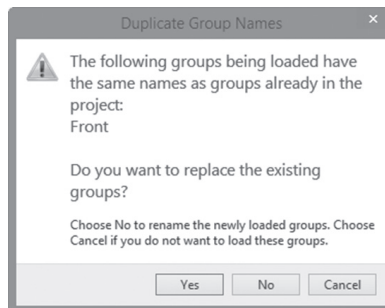 Duplicate Group Names
The following groups being loaded have
the same names as groups already in the
project:
Front
Do you want to replace the existing
groups?
Choose No to rename the newly loaded groups. Choose
Cancel if you do not want to load these groups.
Yes No Cancel